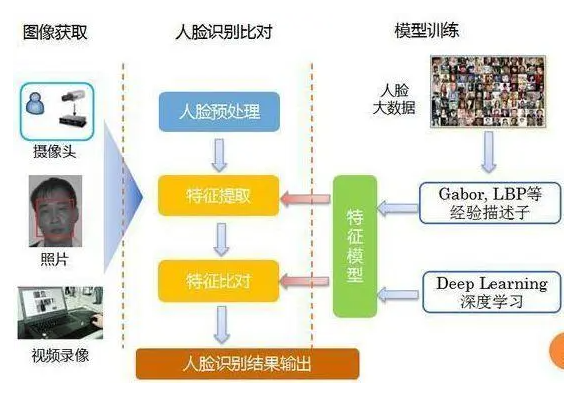 图像获取
人脸识别比对
模型训练
摄像头
照片
视频录像
人脸预处理
特征提取
特征比对
人脸识别结果输出
特征模型
人脸
大数据
Gabor, LBP等
经验描述子
Deep Learning
深度学习